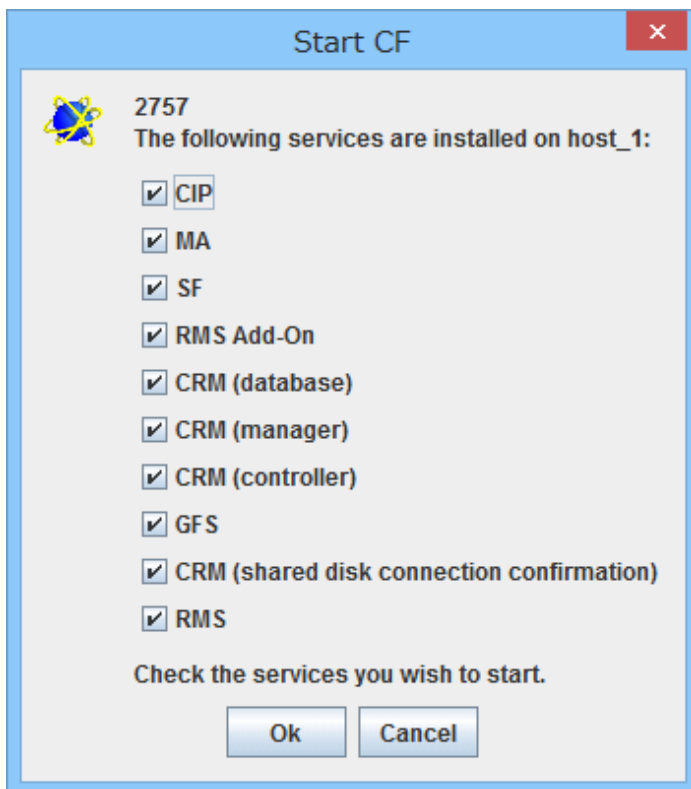 Start CF
2757
The following services are installed on host_1:
CIP
MA
SF
RMS Add-On
CRM (database)
CRM (manager)
CRM (controller)
GFS
CRM (shared disk connection confirmation)
RMS
Check the services you wish to start.
Ok
Cancel